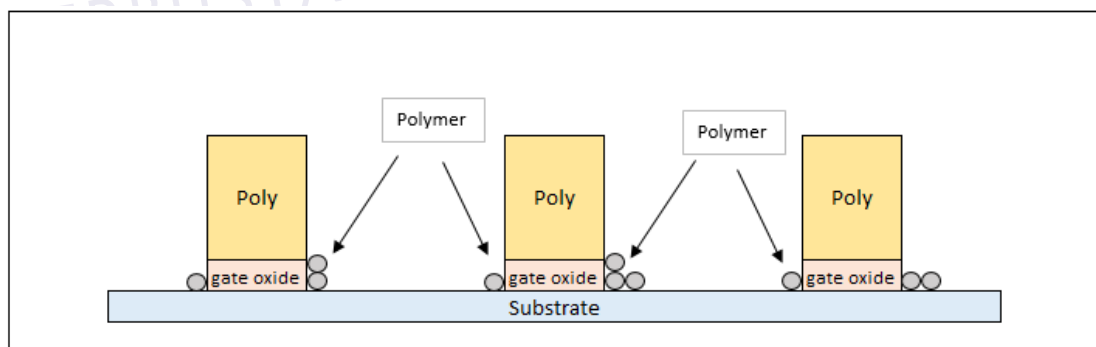 Polymer
Polymer
Poly
Poly
Poly
gate oxide
gate oxide
gate oxide
Substrate